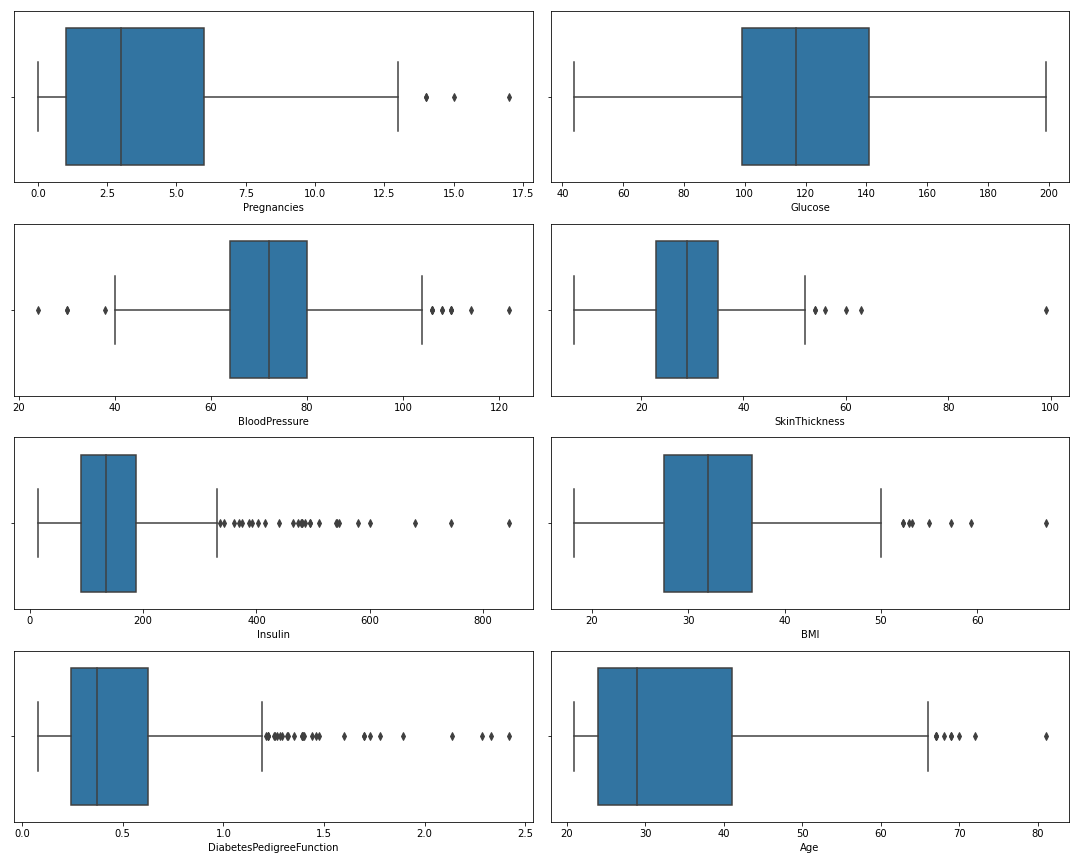 0.0 2.5 5.0 7.5 10.0 12.5 15.0 17.5
Pregnancies
40 60 80 100 120 140 160 180 200
Glucose
20 40 60 80 100 120
BloodPressure
20 40 60 80 100
SkinThickness
0 200 400 600 800
Insulin
20 30 40 50 60
BMI
0.0 0.5 1.0 1.5 2.0 2.5
DiabetesPedigreeFunction
20 30 40 50 60 70 80
Age